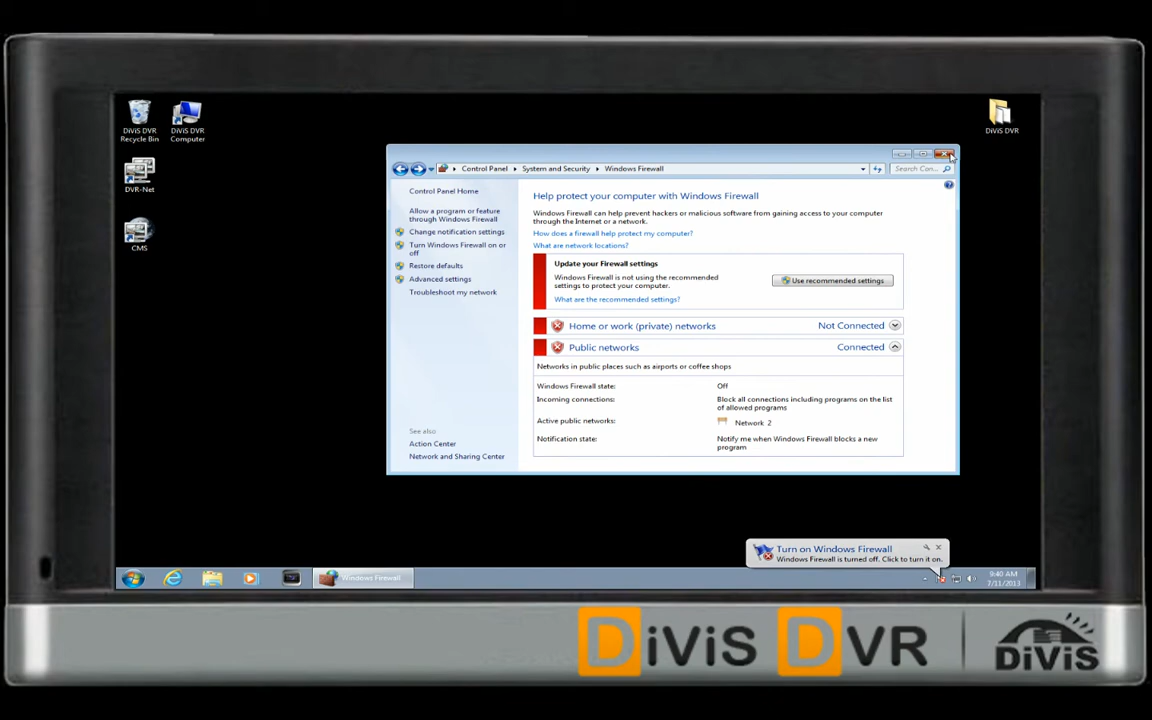 DiViS DVR
Recycle Bin
DiViS DVR
Computer
DVR-Net
CMS
DiViS DVR
Control Panel
System and Security
Windows Firewall
Search Con...
Control Panel Home
Allow a program or feature
through Windows Firewall
Change notification settings
Turn Windows Firewall on or
off
Restore defaults
Advanced settings
Troubleshoot my network
See also:
Action Center
Network and Sharing Center
Help protect your computer with Windows Firewall
Windows Firewall can help prevent hackers or malicious software from gaining access to your computer
through the Internet or a network.
How does a firewall help protect my computer?
What are network locations?
Update your Firewall settings
Windows Firewall is not using the recommended
settings to protect your computer.
Use recommended settings
What are the recommended settings?
Home or work (private) networks Not Connected
Public networks Connected
Networks in public places such as airports or coffee shops
Windows Firewall state: Off
Incoming connections: Block all connections including programs on the list
of allowed programs
Active public networks: Network 2
Notification state: Notify me when Windows Firewall blocks a new
program
Turn on Windows Firewall
Windows Firewall is turned off. Click to turn it on.
Windows Firewall
9:40 AM
7/11/2013
DiViS DVR
DiViS